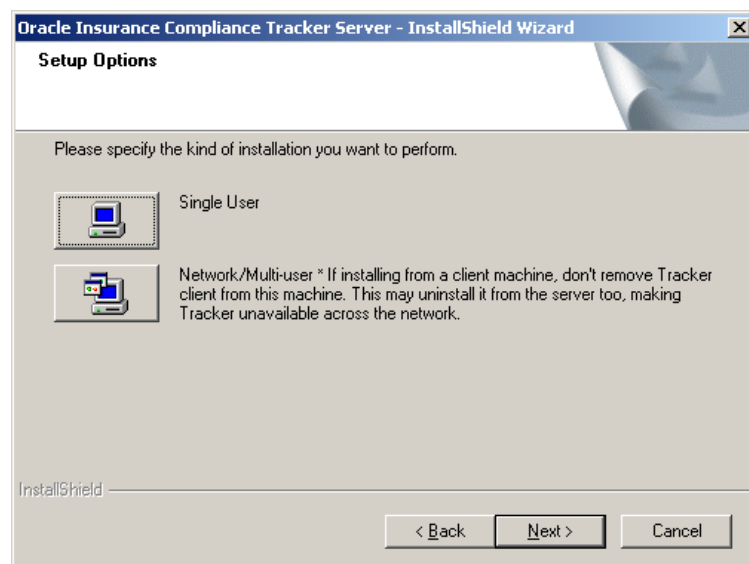 Oracle Insurance Compliance Tracker Server - InstallShield Wizard
Setup Options
Please specify the kind of installation you want to perform.
Single User
Network/Multi-user * If installing from a client machine, don't remove Tracker
client from this machine. This may uninstall it from the server too, making
Tracker unavailable across the network.
InstallShield
< Back Next > Cancel